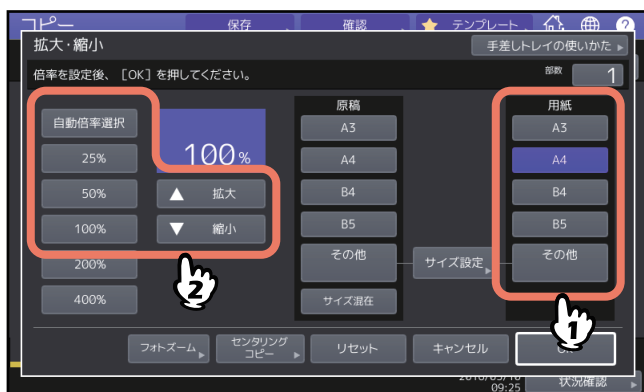 コピー
保存
確認
テンプレート
?
拡大・縮小
手差しトレイの使いかた
倍率を設定後、［OK］を押してください。
部数
1
自動倍率選択
25%
50%
100%
200%
400%
100%
拡大
縮小
2
原稿
A3
A4
B4
B5
その他
サイズ混在
サイズ設定
用紙
A3
A4
B4
B5
その他
1
フォトズーム
センタリング
コピー
リセット
キャンセル
09:25
状況確認